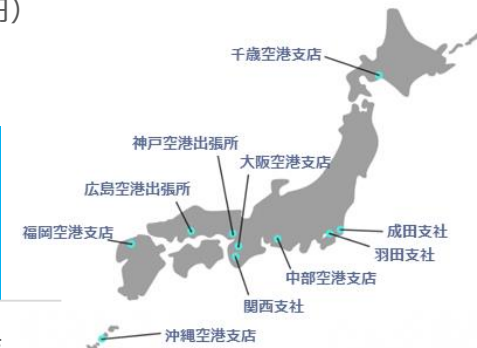 円）
千歳空港支店
神戸空港出張所
大阪空港支店
広島空港出張所
福岡空港支店
成田支社
羽田支社
中部空港支店
関西支社
沖縄空港支店